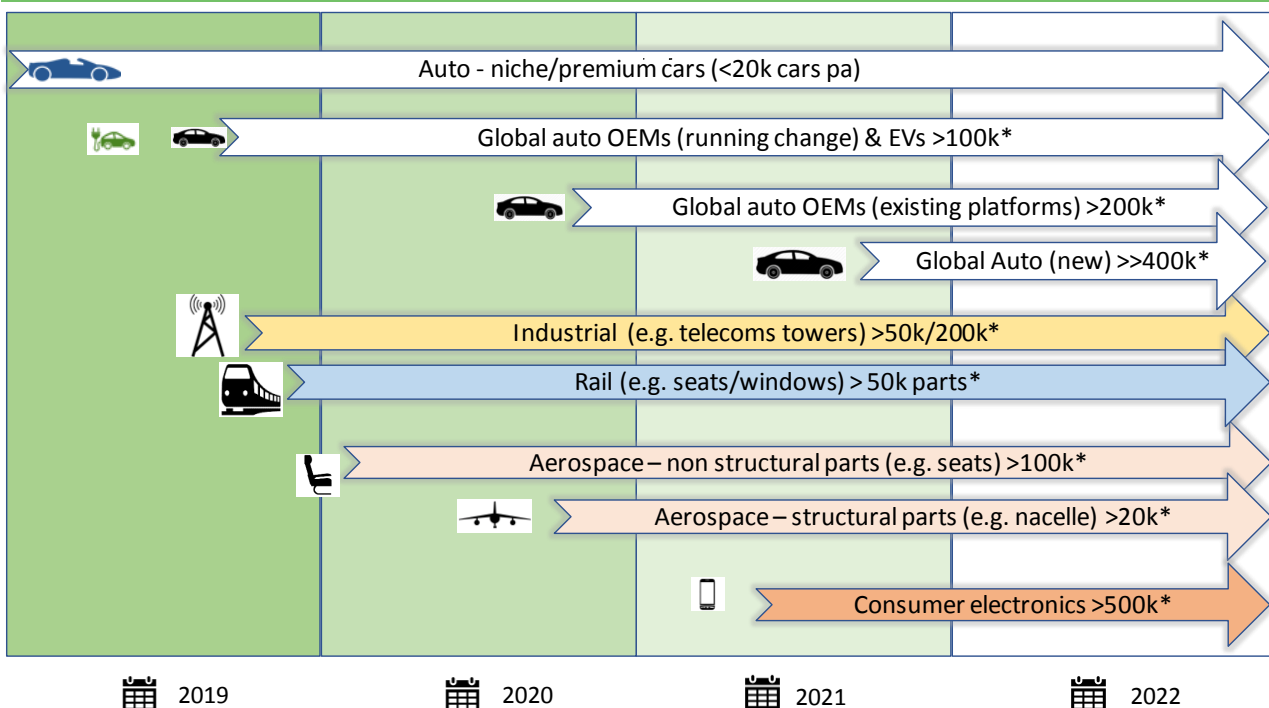 Auto - niche/premium cars (<20k cars pa)
Global auto OEMs (running change) & EVs >100k*
Global auto OEMs (existing platforms) >200k*
Global Auto (new) >>400k*
Industrial (e.g. telecoms towers) >50k/200k*
Rail (e.g. seats/windows) > 50k parts*
Aerospace – non structural parts (e.g. seats) >100k*
Aerospace – structural parts (e.g. nacelle) >20k*
Consumer electronics >500k*
2019 2020 2021 2022